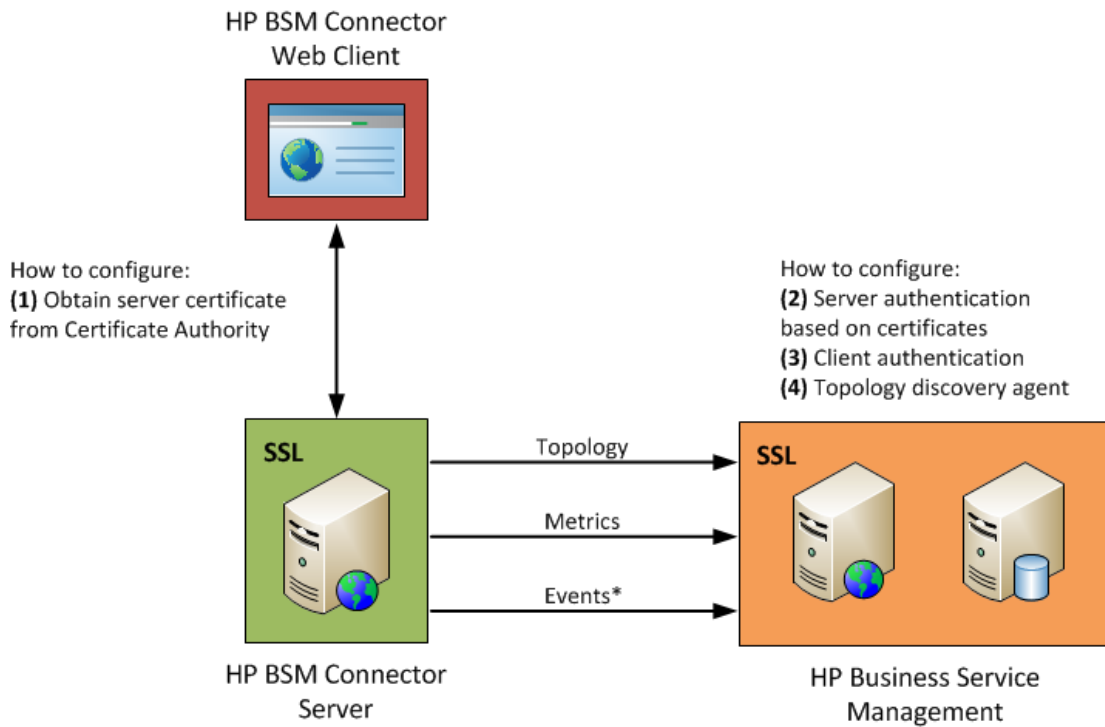 HP BSM Connector
Web Client
How to configure:
(1) Obtain server certificate
from Certificate Authority
How to configure:
(2) Server authentication
based on certificates
(3) Client authentication
(4) Topology discovery agent
SSL
Topology
Metrics
Events*
SSL
HP BSM Connector
Server
HP Business Service
Management